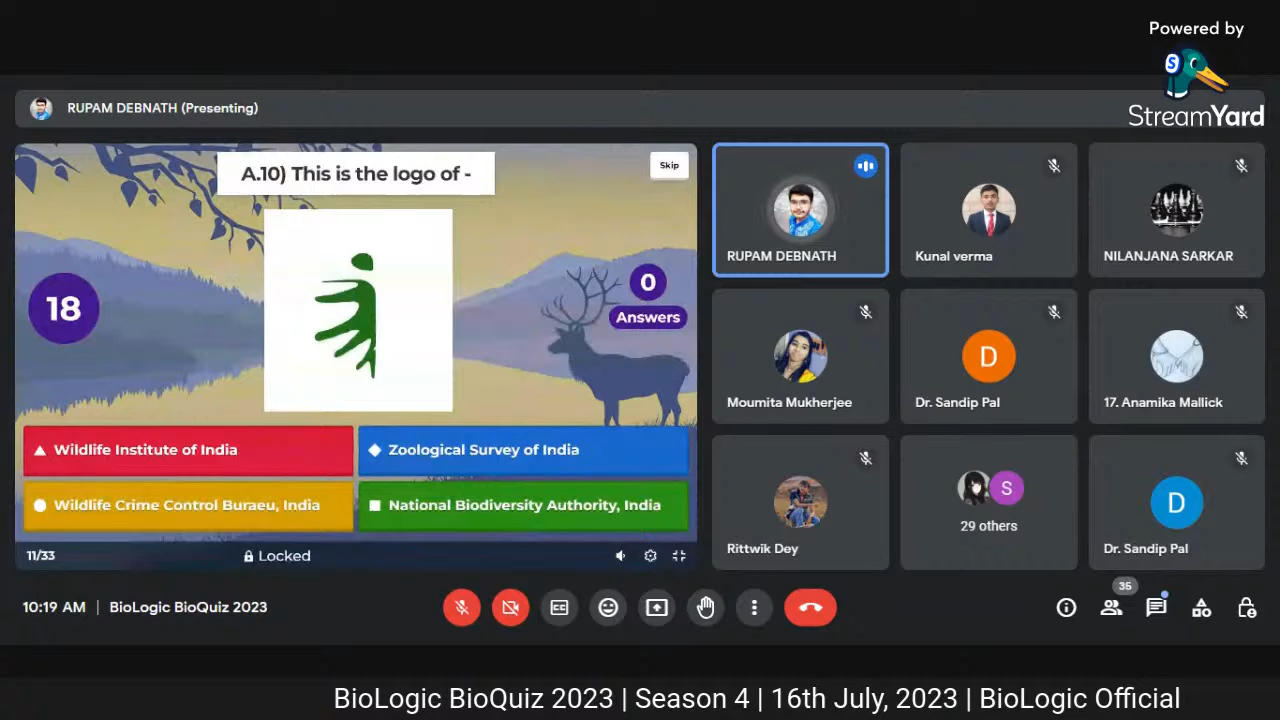 Powered by
S
StreamYard
RUPAM DEBNATH (Presenting)
A.10) This is the logo of -
Skip
18
0
Answers
Wildlife Institute of India
Zoological Survey of India
Wildlife Crime Control Buraeu, India
National Biodiversity Authority, India
11/33
Locked
RUPAM DEBNATH
Kunal verma
NILANJANA SARKAR
Moumita Mukherjee
D
Dr. Sandip Pal
17. Anamika Mallick
Rittwik Dey
S
29 others
D
Dr. Sandip Pal
10:19 AM | BioLogic BioQuiz 2023
CC
35
BioLogic BioQuiz 2023 | Season 4 | 16th July, 2023 | BioLogic Official